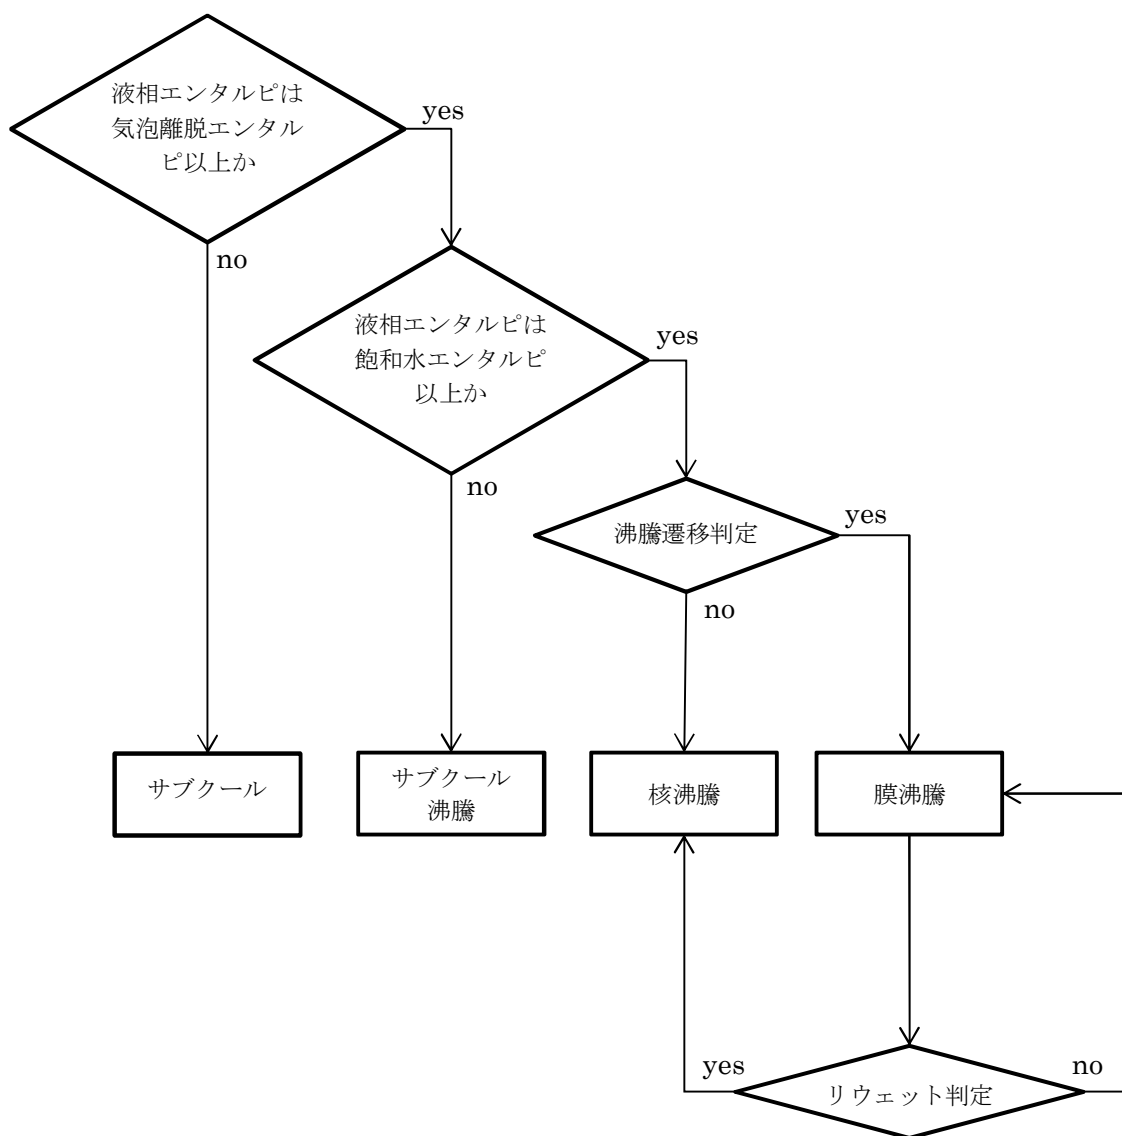 液相エンタルピは
気泡離脱エンタル
ピ以上か
yes
no
液相エンタルピは
飽和水エンタルピ
以上か
yes
no
沸騰遷移判定
yes
no
サブクール
サブクール
沸騰
核沸騰
膜沸騰
yes
リウェット判定
no